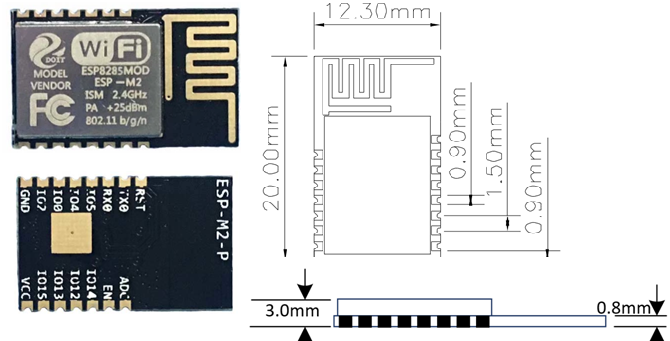 DOIT
WiFi
MODEL
VENDOR
ESP8285MOD
ESP-M2
ISM 2.4GHz
PA +25dBm
802.11 b/g/n
FC
GND
IO2
IO0
IO4
IO5
RX0
TX0
RST
ESP-M2-P
VCC
IO15
IO13
IO12
IO14
EN
ADC
12.30mm
20.00mm
0.90mm
1.50mm
0.90mm
3.0mm
0.8mm